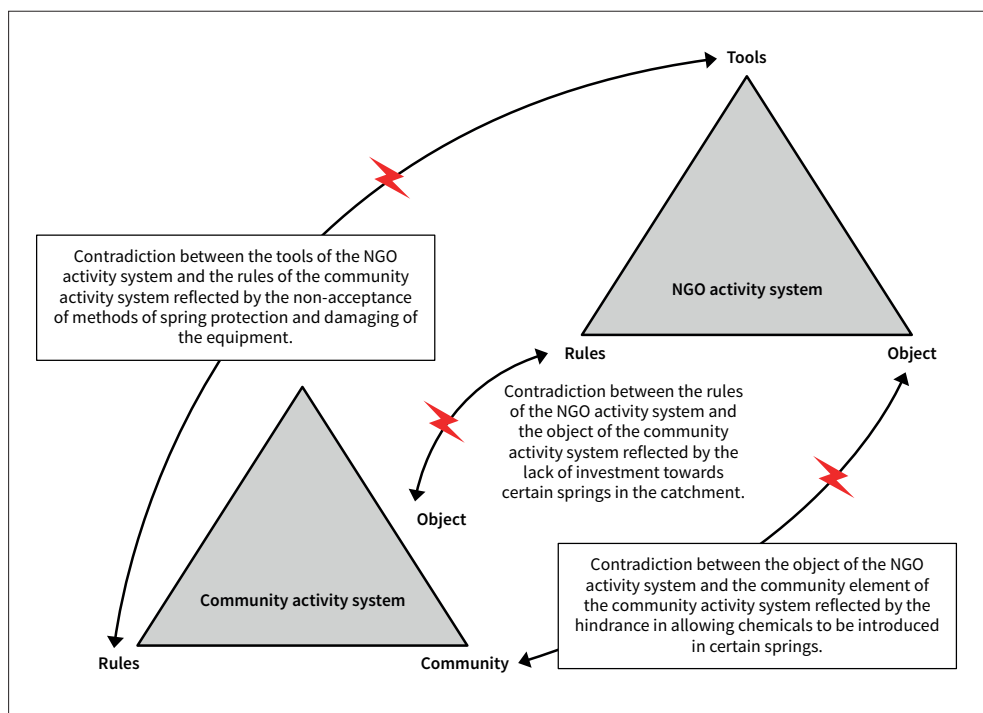 Tools
Contradiction between the tools of the NGO
activity system and the rules of the community
activity system reflected by the non-acceptance
of methods of spring protection and damaging of
the equipment.
NGO activity system
Rules
Object
Contradiction between the rules
of the NGO activity system and
the object of the community
activity system reflected by the
lack of investment towards
certain springs in the catchment.
Object
Community activity system
Contradiction between the object of the NGO
activity system and the community element of
the community activity system reflected by the
hindrance in allowing chemicals to be introduced
in certain springs.
Rules
Community